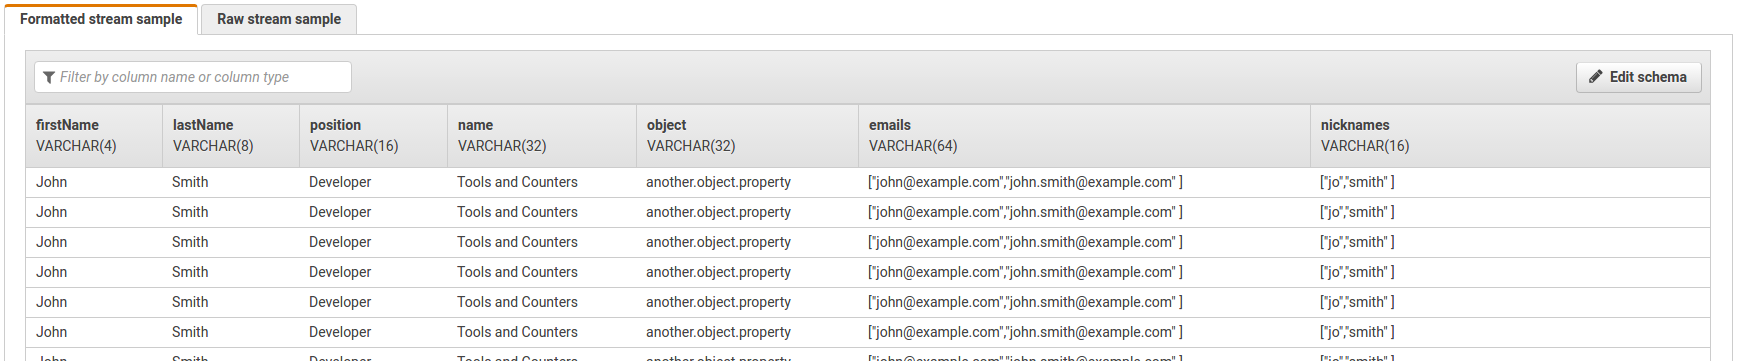 Formatted stream sample Raw stream sample
Filter by column name or column type Edit schema
firstName lastName position name object emails nicknames
VARCHAR(4) VARCHAR(8) VARCHAR(16) VARCHAR(32) VARCHAR(32) VARCHAR(64) VARCHAR(16)
John Smith Developer Tools and Counters another.object.property ["john@example.com","john.smith@example.com" ] ["jo","smith" ]
John Smith Developer Tools and Counters another.object.property ["john@example.com","john.smith@example.com" ] ["jo","smith" ]
John Smith Developer Tools and Counters another.object.property ["john@example.com","john.smith@example.com" ] ["jo","smith" ]
John Smith Developer Tools and Counters another.object.property ["john@example.com","john.smith@example.com" ] ["jo","smith" ]
John Smith Developer Tools and Counters another.object.property ["john@example.com","john.smith@example.com" ] ["jo","smith" ]
John Smith Developer Tools and Counters another.object.property ["john@example.com","john.smith@example.com" ] ["jo","smith" ]